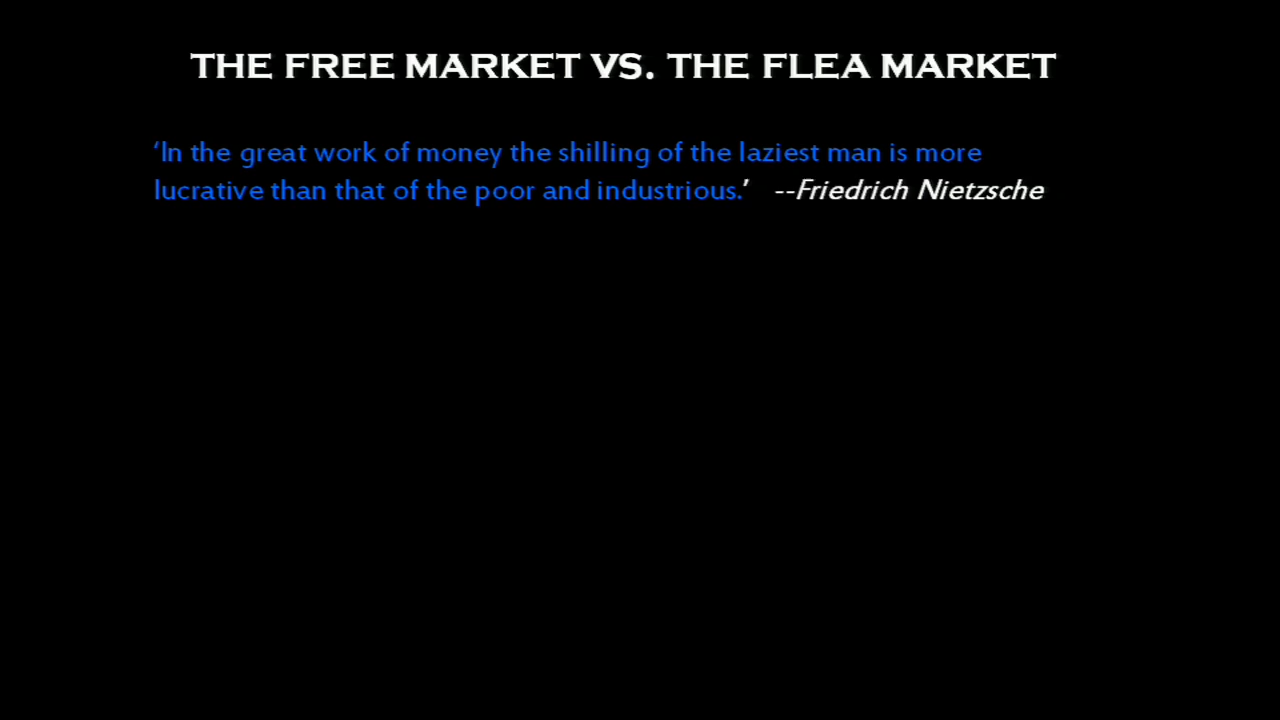 THE FREE MARKET VS. THE FLEA MARKET
‘In the great work of money the shilling of the laziest man is more
lucrative than that of the poor and industrious.’ --Friedrich Nietzsche